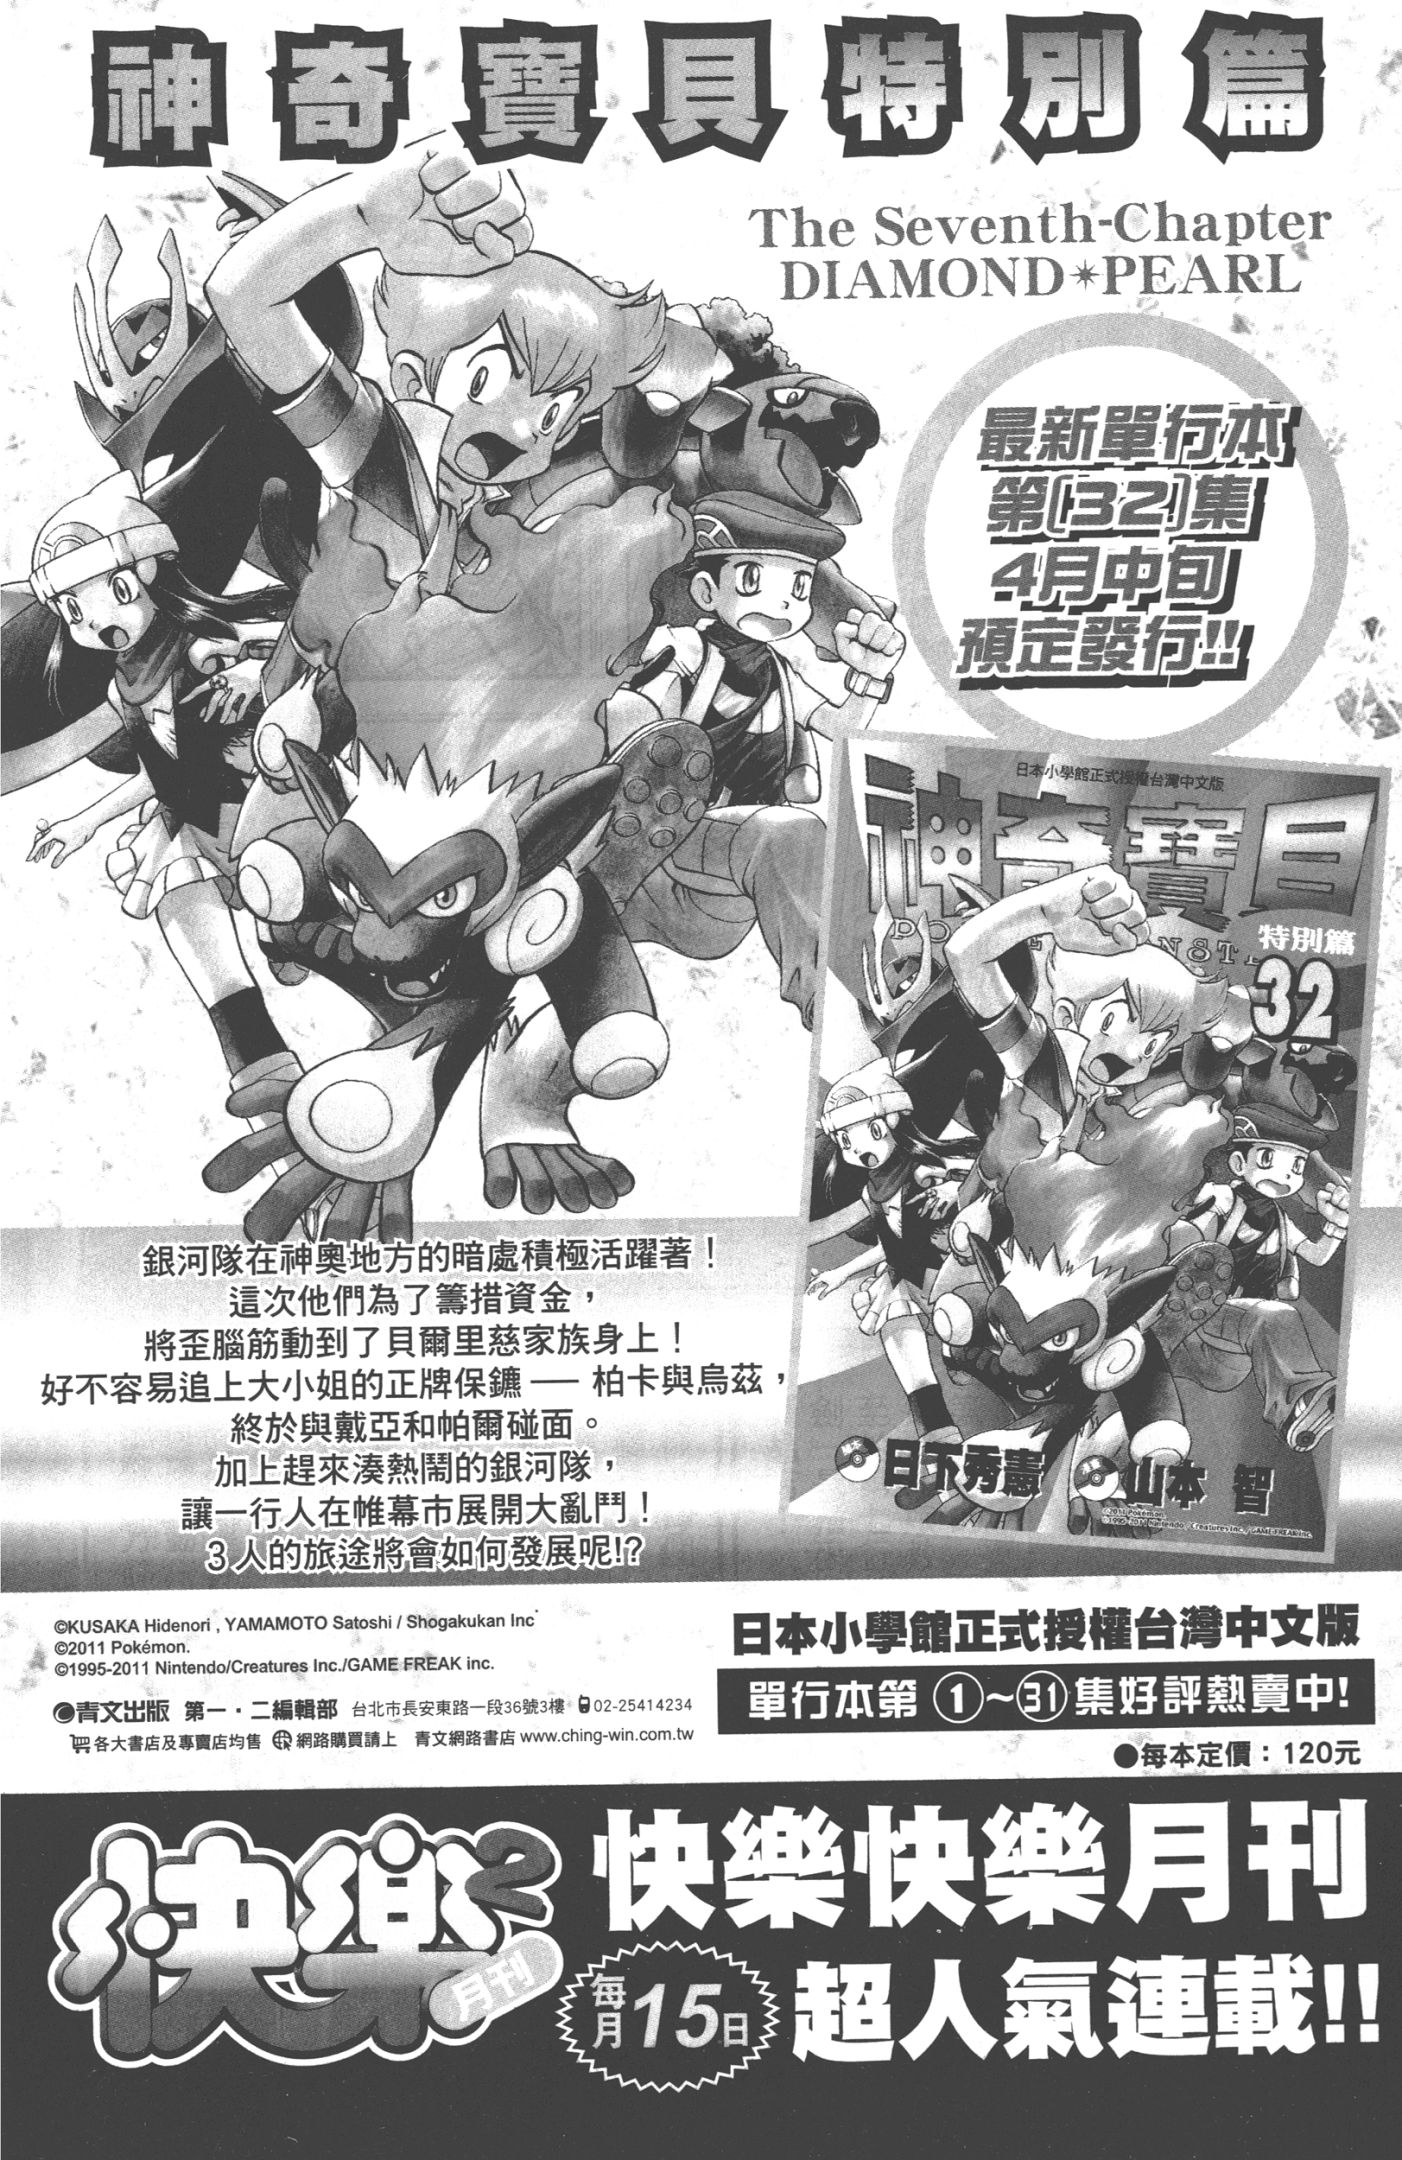 神奇寶貝特別篇
The Seventh-Chapter
DIAMOND✴PEARL
最新單行本
第〔32〕集
4月中旬
預定發行!!
日本小學館正式授權台灣中文版
神奇寶貝
特別篇
32
日下秀憲
山本 智
©2011 Pokémon.
©1995-2011 Nintendo/Creatures Inc./GAME FREAK inc.
銀河隊在神奧地方的暗處積極活躍著！
這次他們為了籌措資金，
將歪腦筋動到了貝爾里慈家族身上！
好不容易追上大小姐的正牌保鑣——柏卡與烏茲，
終於與戴亞和帕爾碰面。
加上趕來湊熱鬧的銀河隊，
讓一行人在帷幕市展開大亂鬥！
3人的旅途將會如何發展呢!?
©KUSAKA Hidenori , YAMAMOTO Satoshi / Shogakukan Inc
©2011 Pokémon.
©1995-2011 Nintendo/Creatures Inc./GAME FREAK inc.
青文出版 第一・二編輯部 台北市長安東路一段36號3樓 02-25414234
各大書店及專賣店均售 網路購買請上 青文網路書店 www.ching-win.com.tw
日本小學館正式授權台灣中文版
單行本第①~㉛集好評熱賣中!
●每本定價：120元
快樂2
月刊
快樂快樂月刊
每月15日
超人氣連載!!